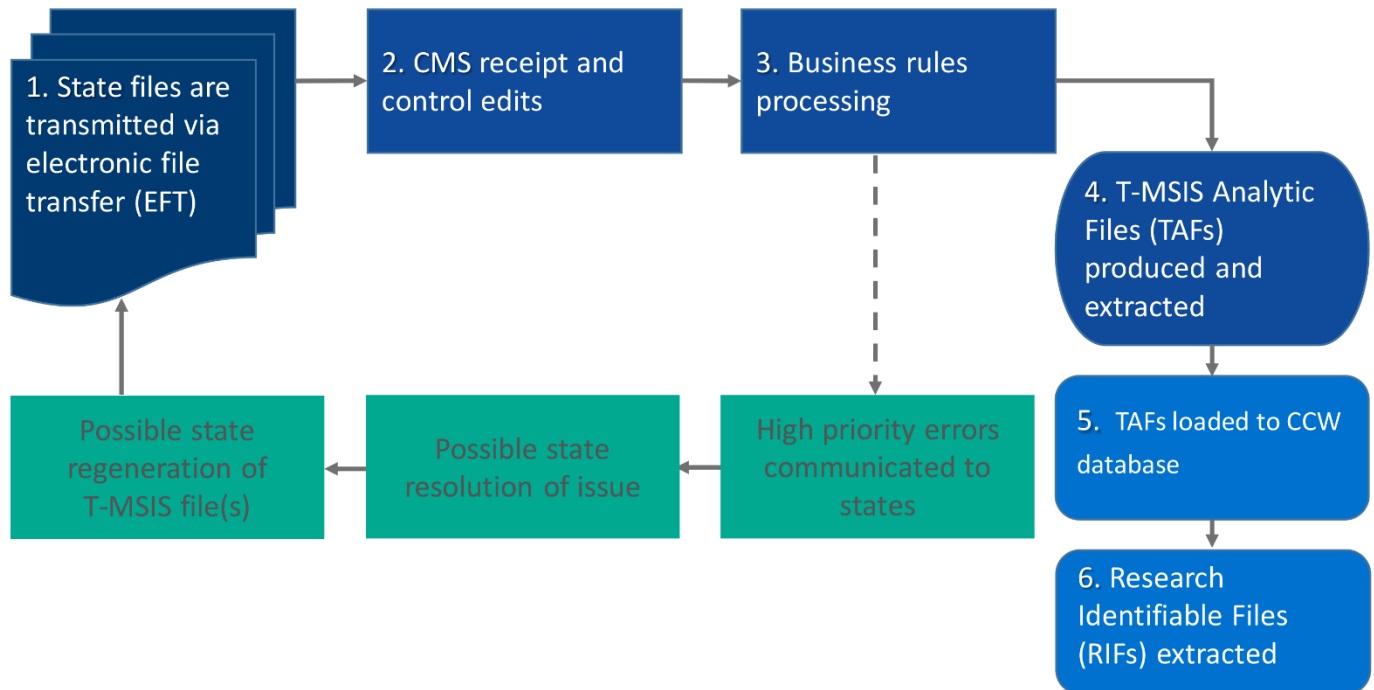 1. State files are
transmitted via
electronic file
transfer (EFT)
2. CMS receipt and
control edits
3. Business rules
processing
4. T-MSIS Analytic
Files (TAFs)
produced and
extracted
5. TAFs loaded to CCW
database
6. Research
Identifiable Files
(RIFs) extracted
High priority errors
communicated to
states
Possible state
resolution of issue
Possible state
regeneration of
T-MSIS file(s)